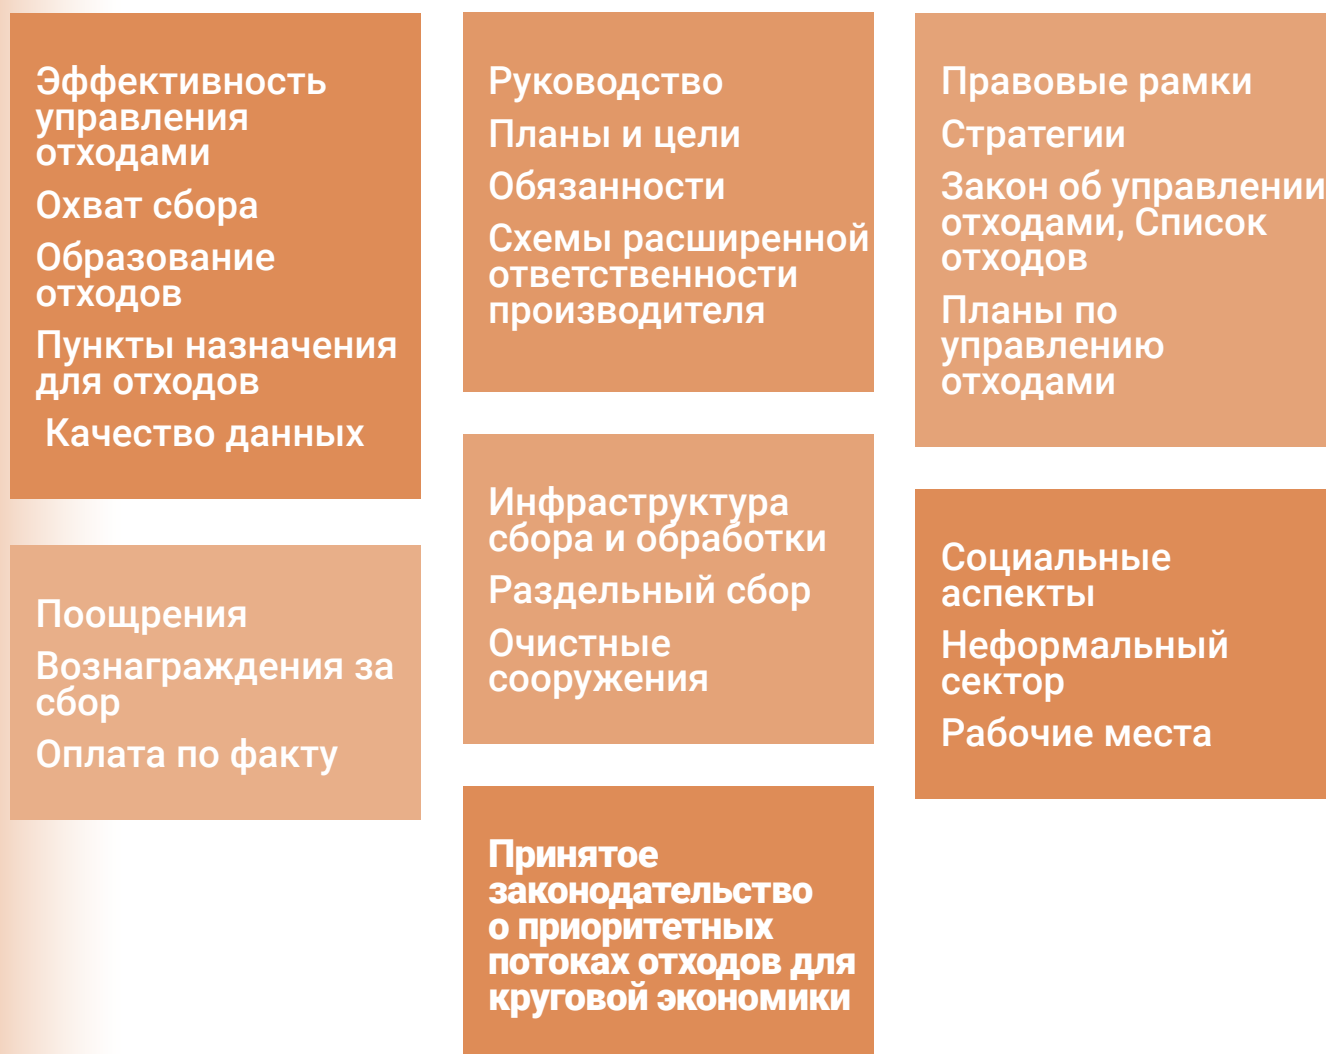 Эффективность
управления
отходами
Охват сбора
Образование
отходов
Пункты назначения
для отходов
Качество данных
Поощрения
Вознаграждения за
сбор
Оплата по факту
Руководство
Планы и цели
Обязанности
Схемы расширенной
ответственности
производителя
Инфраструктура
сбора и обработки
Раздельный сбор
Очистные
сооружения
Принятое
законодательство
о приоритетных
потоках отходов для
круговой экономики
Правовые рамки
Стратегии
Закон об управлении
отходами, Список
отходов
Планы по
управлению
отходами
Социальные
аспекты
Неформальный
сектор
Рабочие места